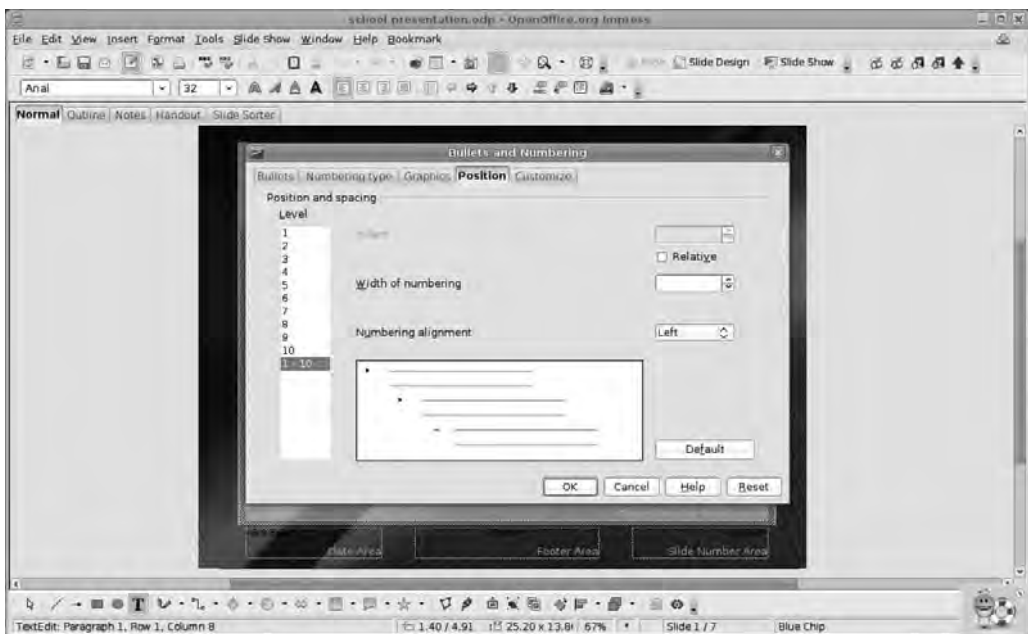 school presentation.odp - OpenOffice.org Impress
File Edit View Insert Format Tools Slide Show Window Help Bookmark
Slide Design Slide Show
Arial 32
Normal Outline Notes Handout Slide Sorter
Bullets and Numbering
Bullets Numbering type Graphics Position Customize
Position and spacing
Level
1
2
3
4
5
6
7
8
9
10
1 - 10
Indent
Relative
Width of numbering
Numbering alignment Left
Default
OK Cancel Help Reset
Date Area Footer Area Slide Number Area
TextEdit: Paragraph 1, Row 1, Column 8 1.40 / 4.91 67% * Slide 1 / 7 Blue Chip